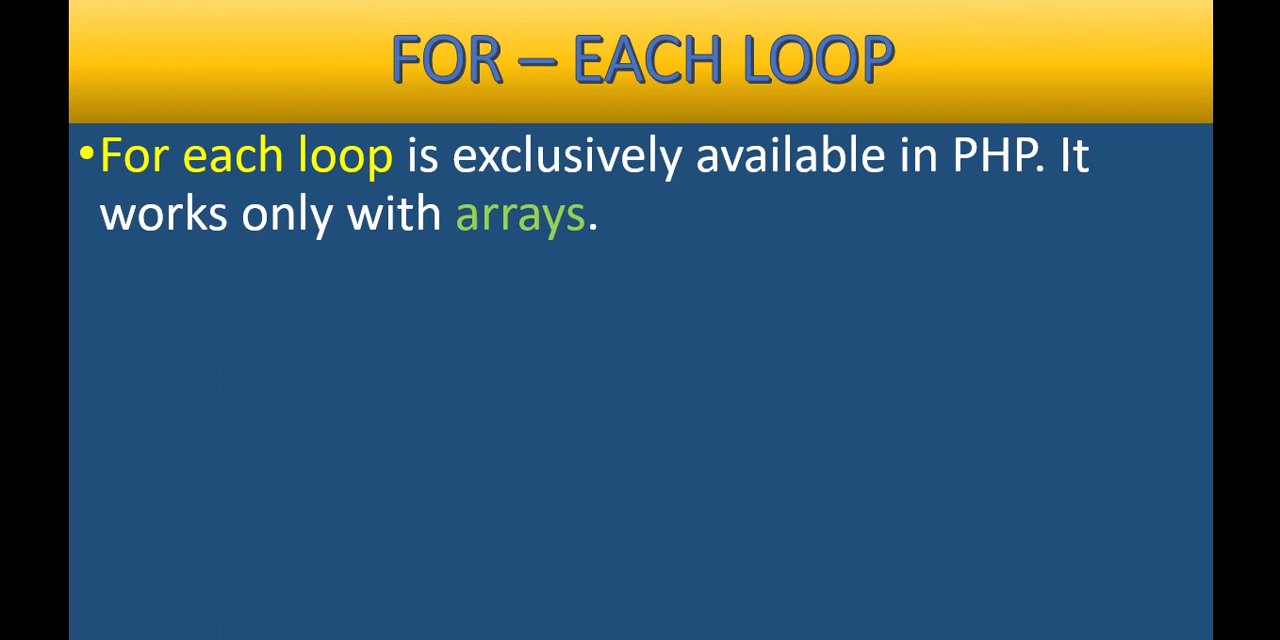 FOR – EACH LOOP
•For each loop is exclusively available in PHP. It
works only with arrays.